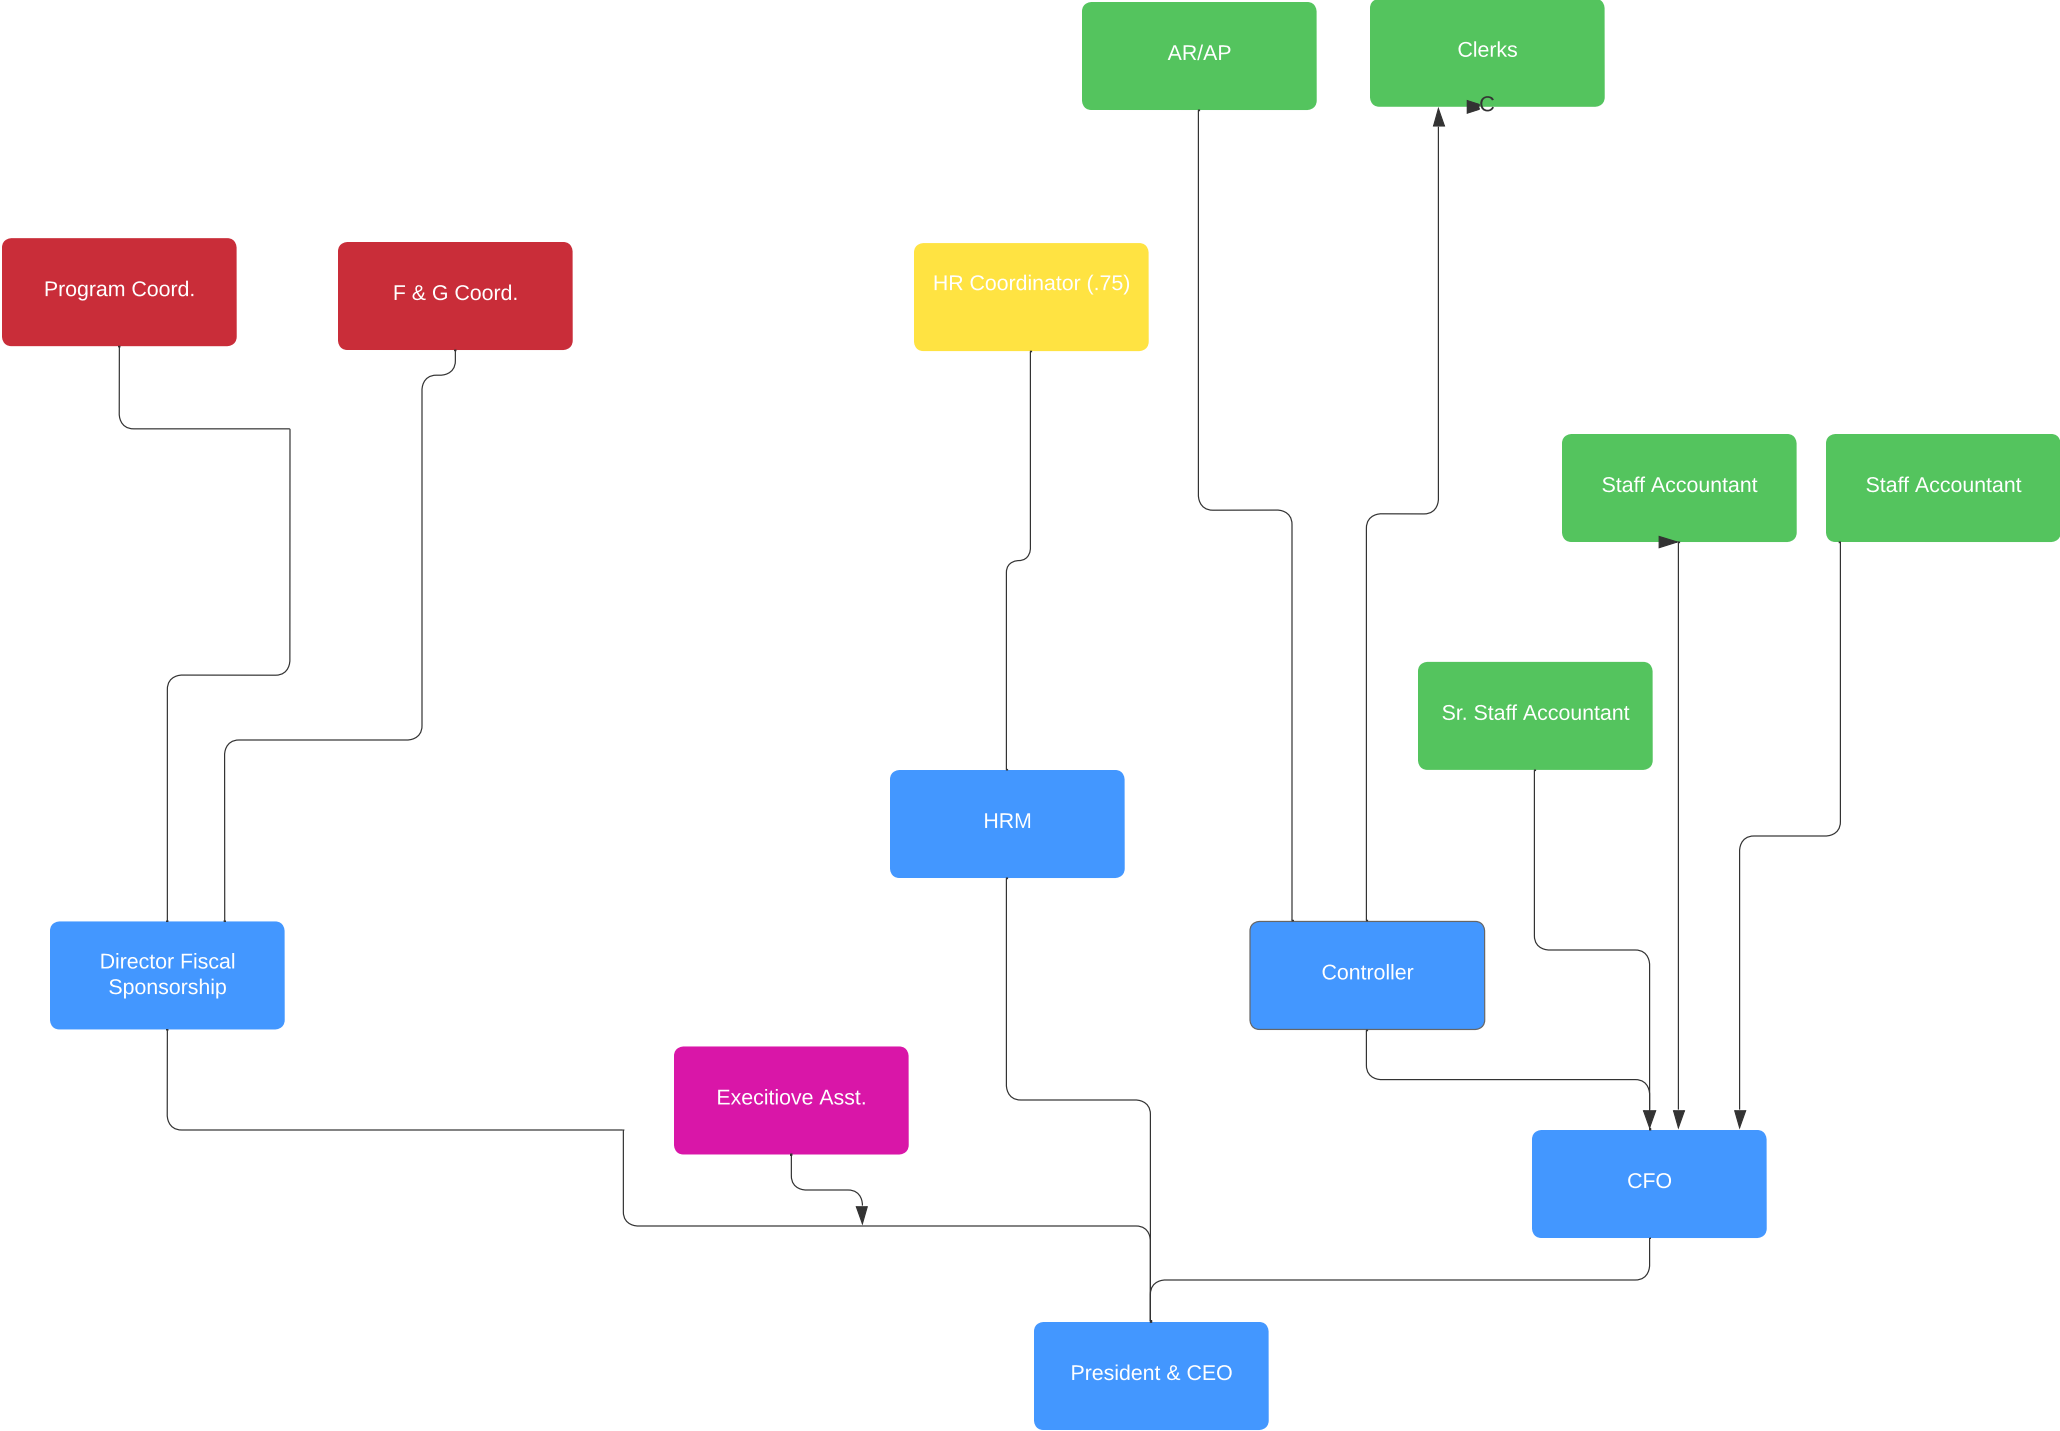 AR/AP
Clerks
C
Program Coord.
F & G Coord.
HR Coordinator (.75)
Staff Accountant
Staff Accountant
Sr. Staff Accountant
HRM
Director Fiscal
Sponsorship
Controller
Execitiove Asst.
CFO
President & CEO